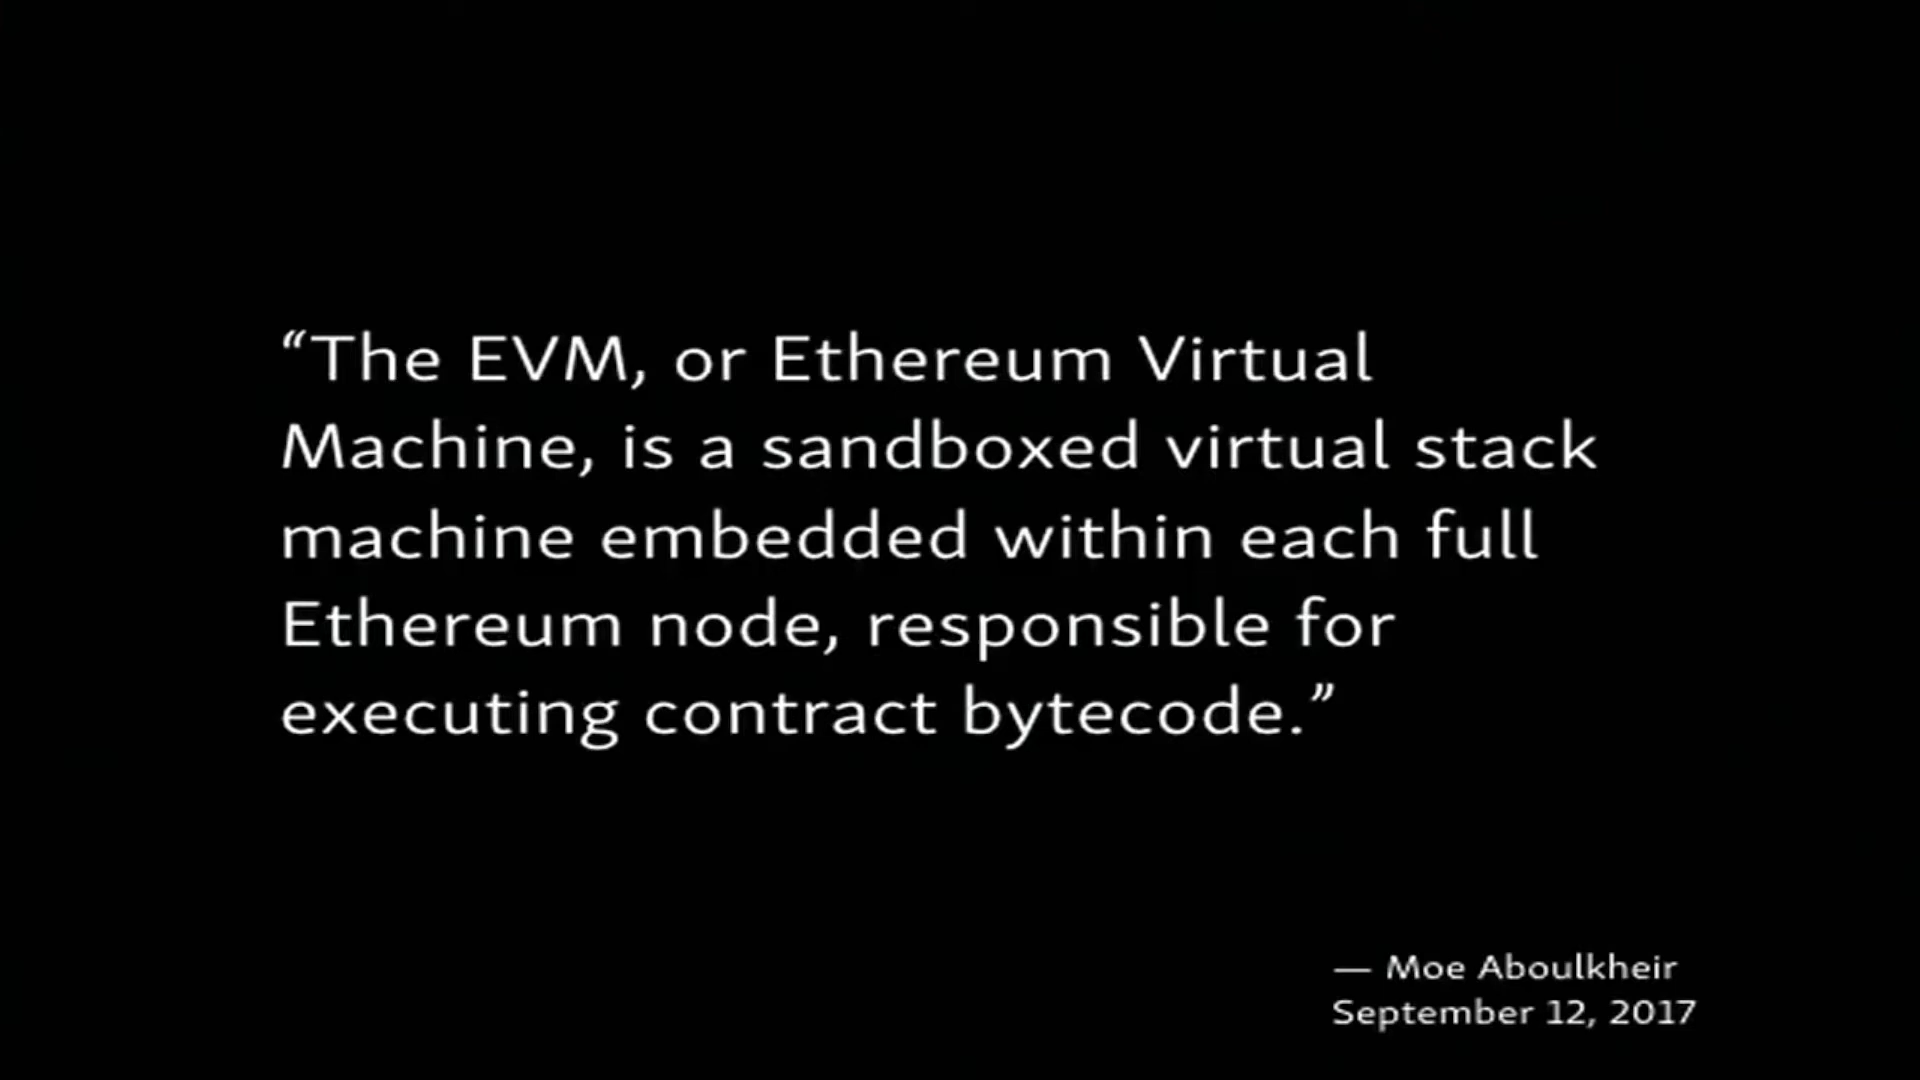 “The EVM, or Ethereum Virtual
Machine, is a sandboxed virtual stack
machine embedded within each full
Ethereum node, responsible for
executing contract bytecode.”
— Moe Aboulkheir
September 12, 2017